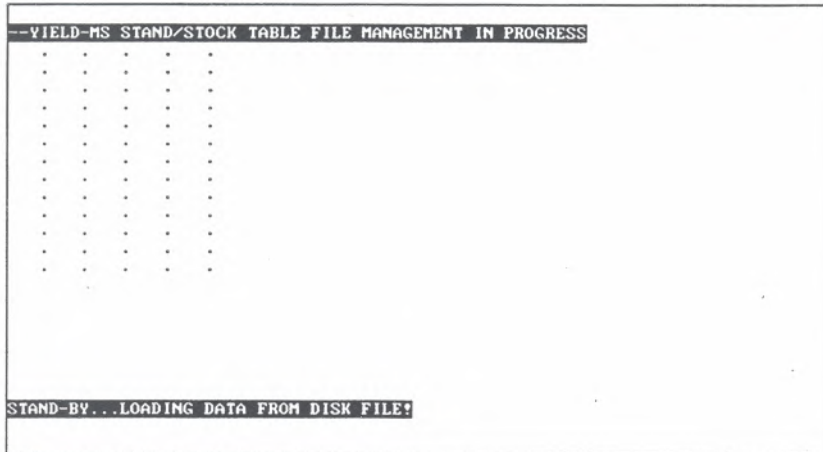 --YIELD-MS STAND/STOCK TABLE FILE MANAGEMENT IN PROGRESS
. . . . .
. . . . .
. . . . .
. . . . .
. . . . .
. . . . .
. . . . .
. . . . .
. . . . .
. . . . .
. . . . .
. . . . .
. . . . .
STAND-BY...LOADING DATA FROM DISK FILE!